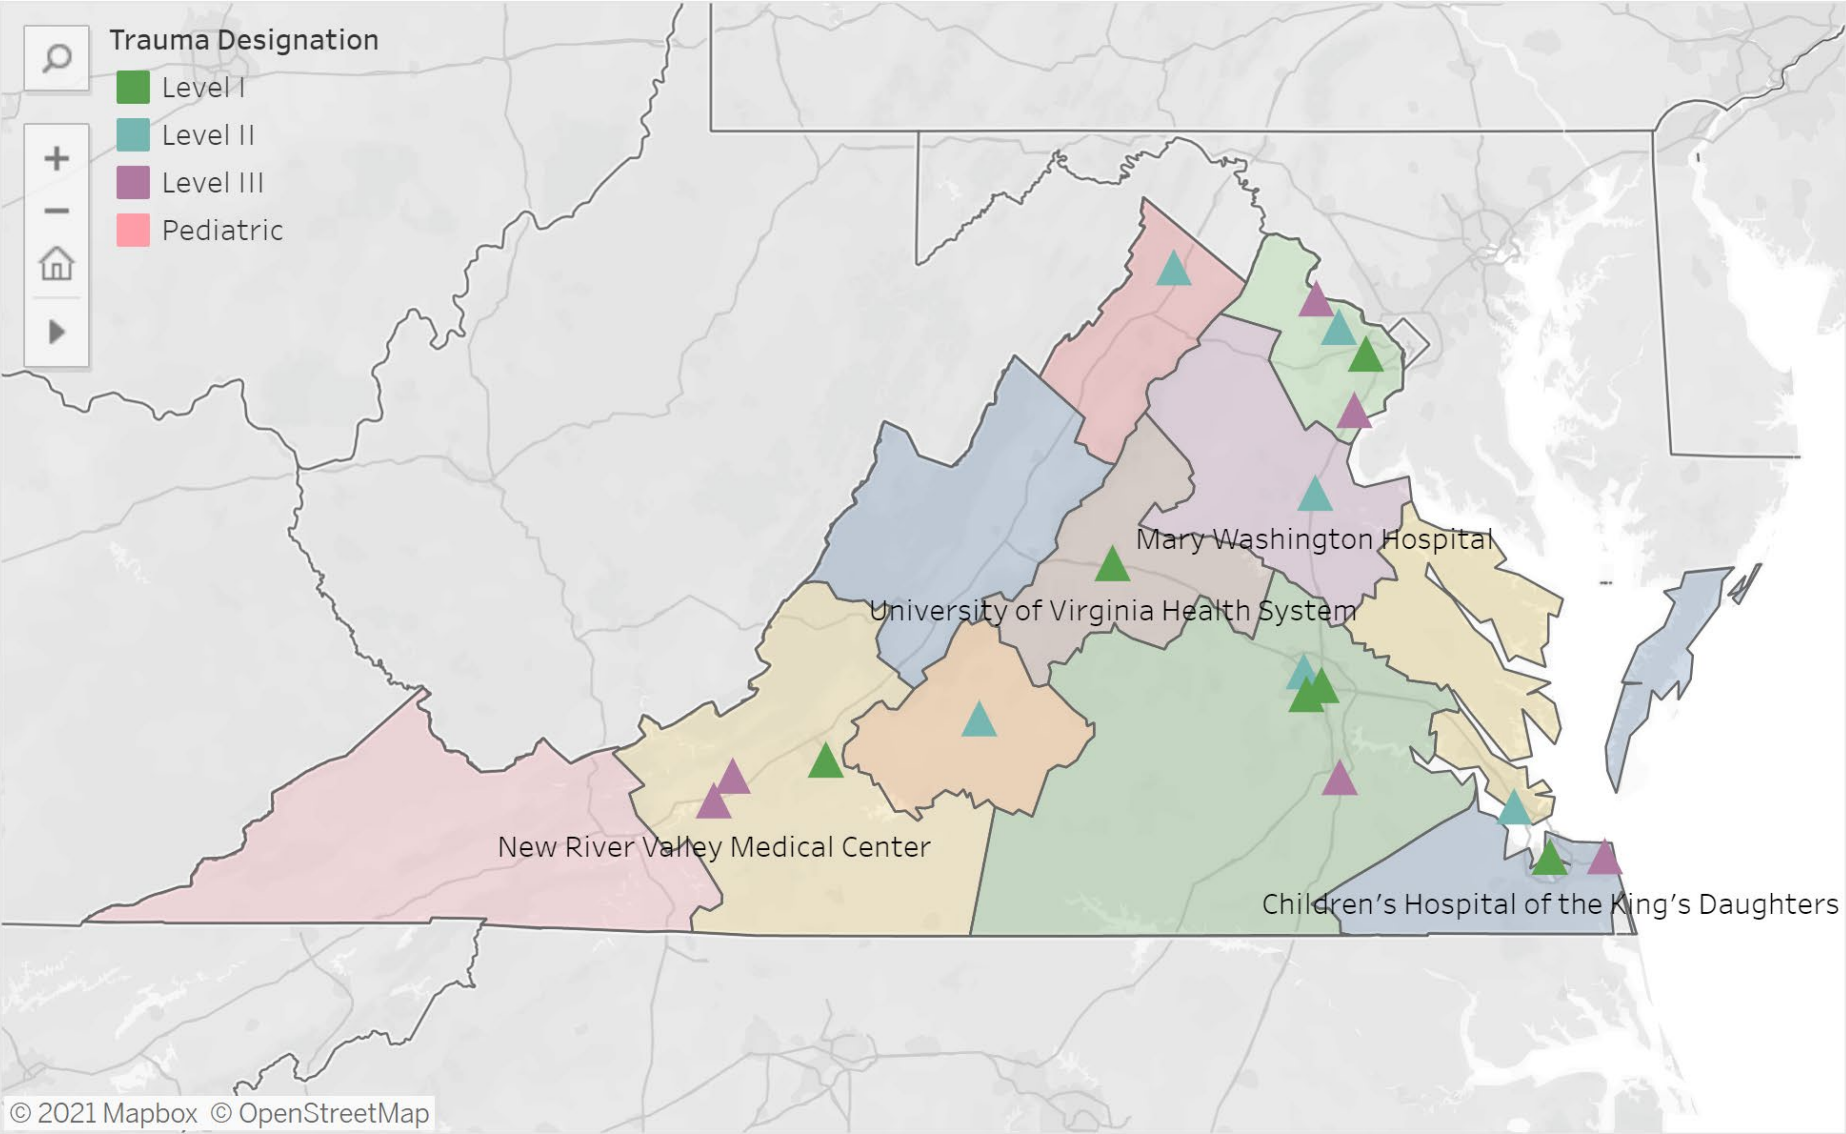 Trauma Designation
Level I
Level II
Level III
Pediatric
Mary Washington Hospital
University of Virginia Health System
New River Valley Medical Center
Children’s Hospital of the King’s Daughters
© 2021 Mapbox © OpenStreetMap